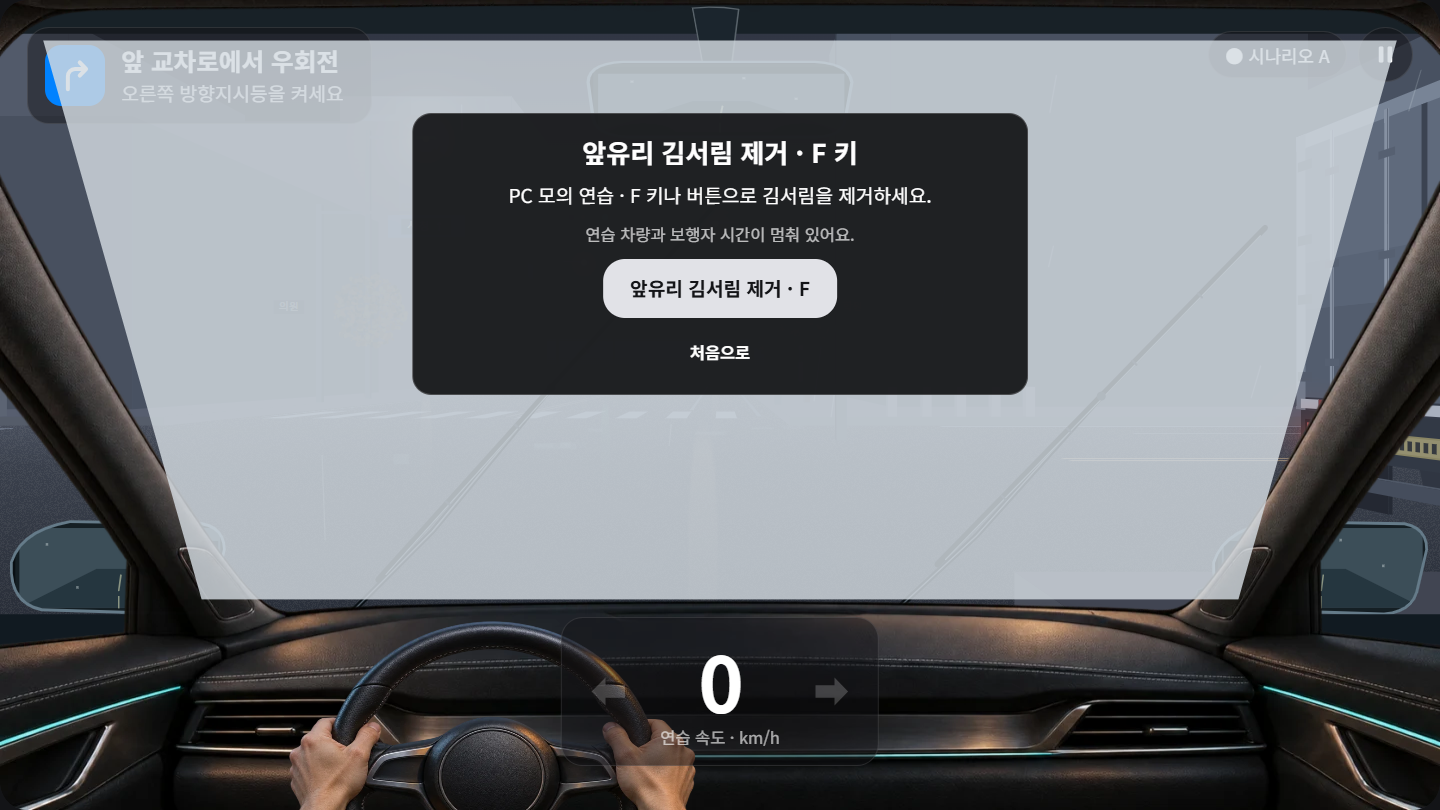 앞 교차로에서 우회전
오른쪽 방향지시등을 켜세요
시나리오 A
앞유리 김서림 제거 · F 키
PC 모의 연습 · F 키나 버튼으로 김서림을 제거하세요.
연습 차량과 보행자 시간이 멈춰 있어요.
앞유리 김서림 제거 · F
처음으로
0
연습 속도 · km/h